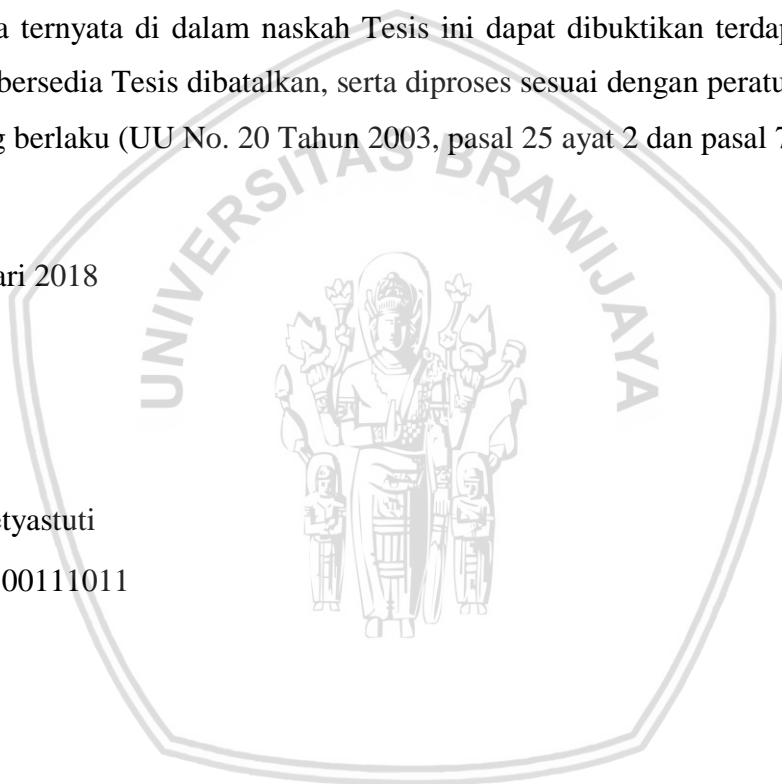 a ternyata di dalam naskah Tesis ini dapat dibuktikan terdap
bersedia Tesis dibatalkan, serta diproses sesuai dengan peratu
g berlaku (UU No. 20 Tahun 2003, pasal 25 ayat 2 dan pasal 7
UNIVERSITAS BRAWIJAYA
ari 2018
etyastuti
00111011